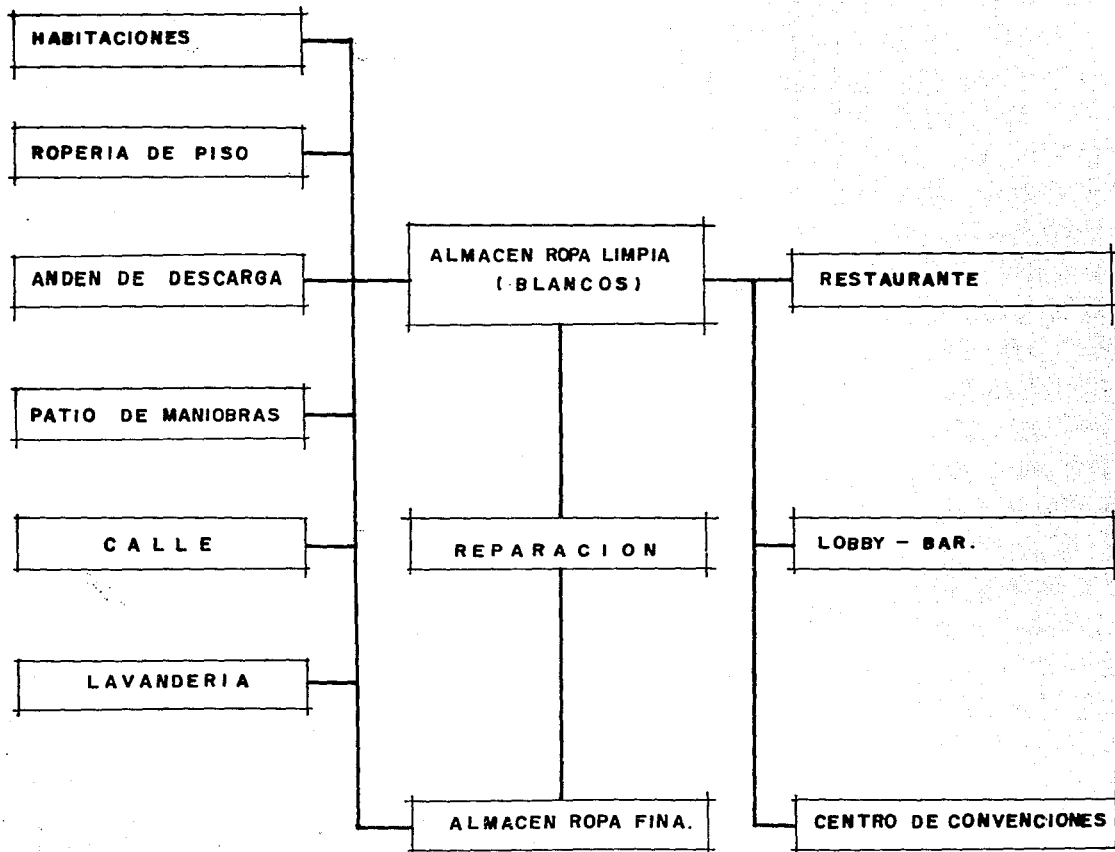 HABITACIONES
ROPERIA DE PISO
ANDEN DE DESCARGA
PATIO DE MANIOBRAS
CALLE
LAVANDERIA
ALMACEN ROPA LIMPIA
(BLANCOS)
REPARACION
ALMACEN ROPA FINA.
RESTAURANTE
LOBBY - BAR.
CENTRO DE CONVENCIONES